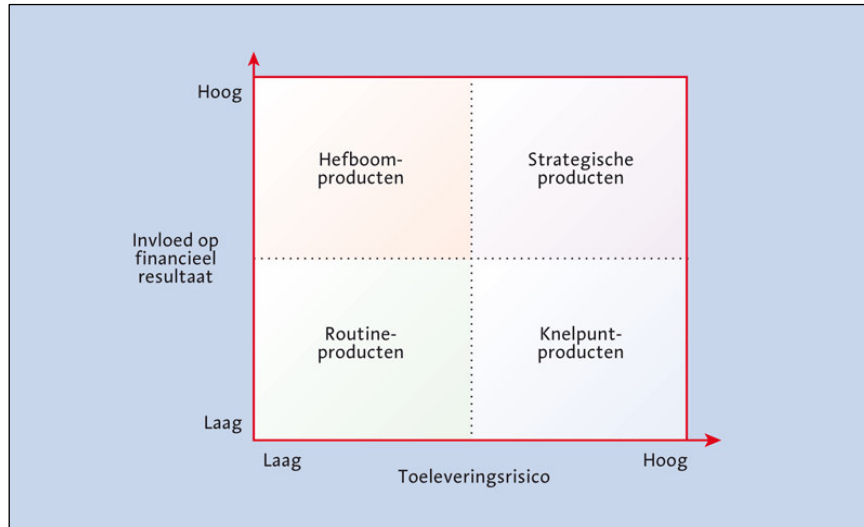 Hoog
Hefboom-
producten
Strategische
producten
Invloed op
financieel
resultaat
Routine-
producten
Knelpunt-
producten
Laag
Laag
Hoog
Toeleveringsrisico